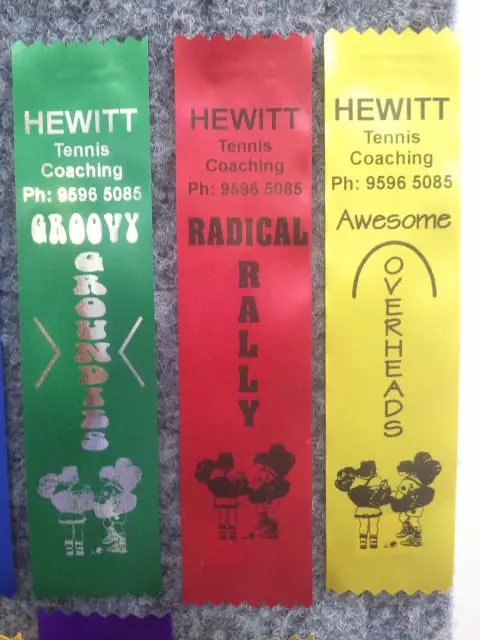 HEWITT
Tennis
Coaching
Ph: 9596 5085
GROOVY
GROUNDIES
HEWITT
Tennis
Coaching
Ph: 9596 5085
RADICAL
RALLY
HEWITT
Tennis
Coaching
Ph: 9596 5085
Awesome
OVERHEADS